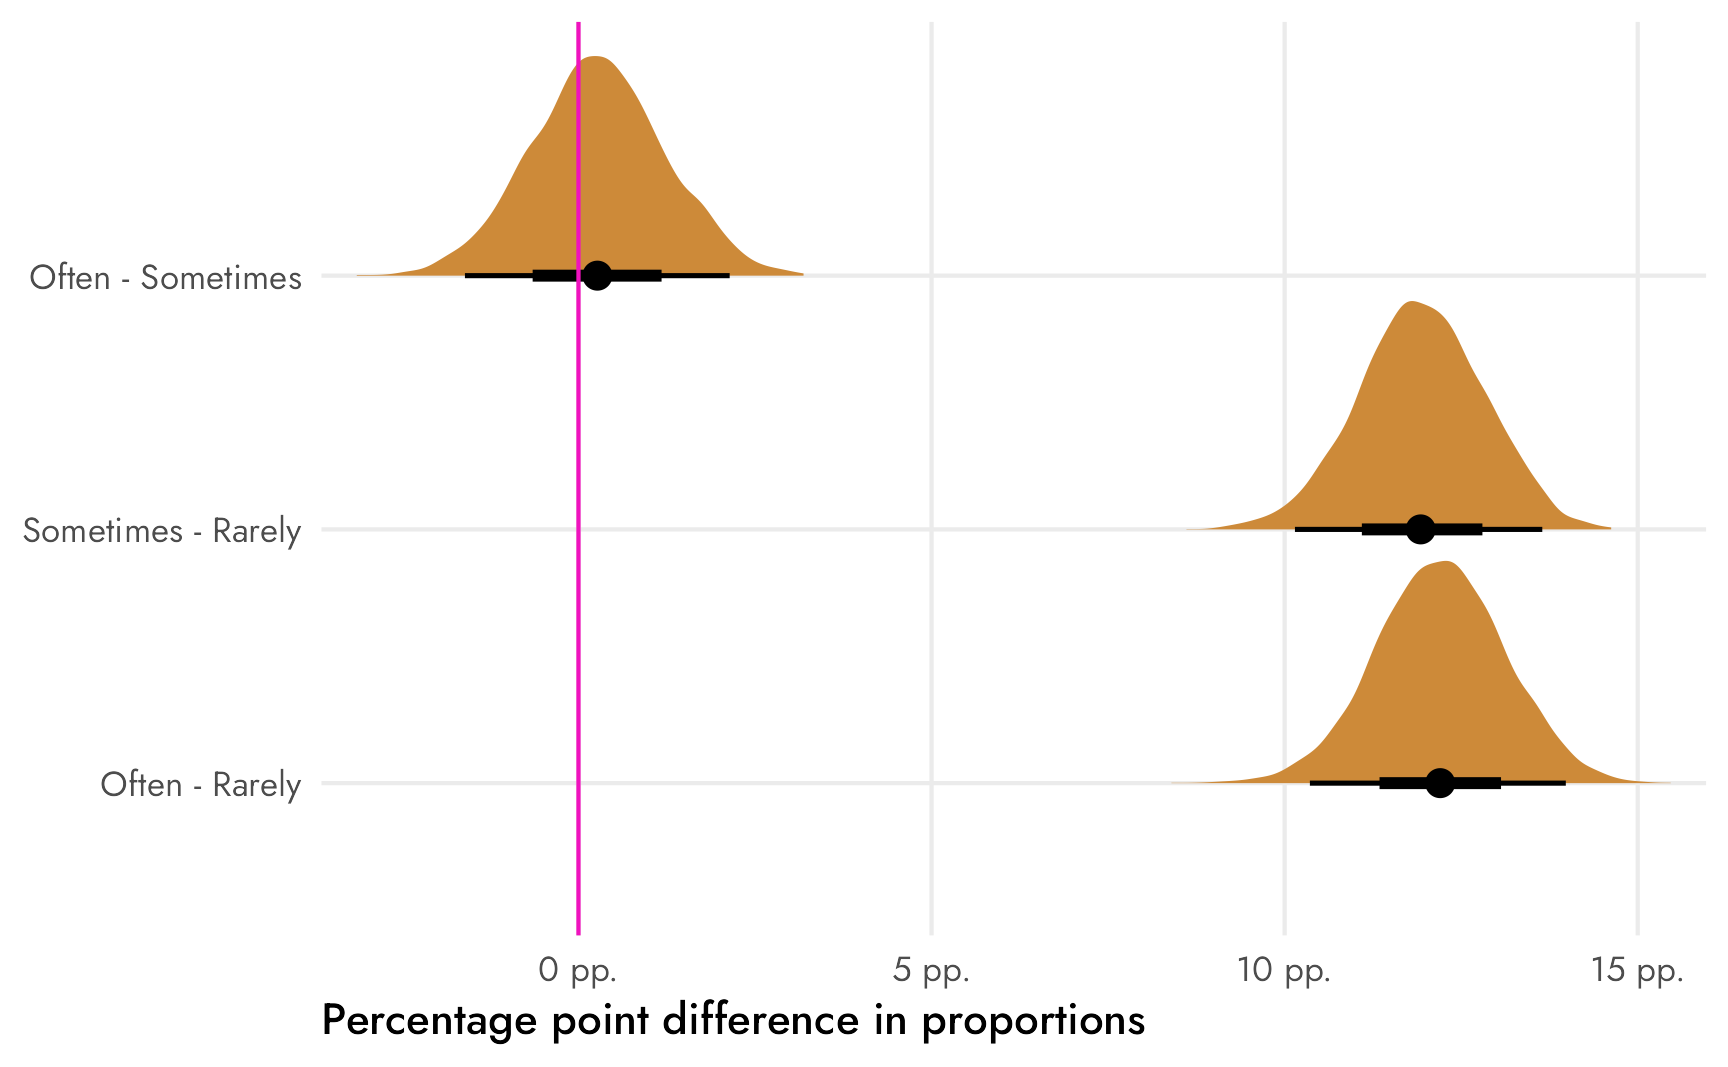 Often - Sometimes
Sometimes - Rarely
Often - Rarely
0 pp. 5 pp. 10 pp. 15 pp.
Percentage point difference in proportions